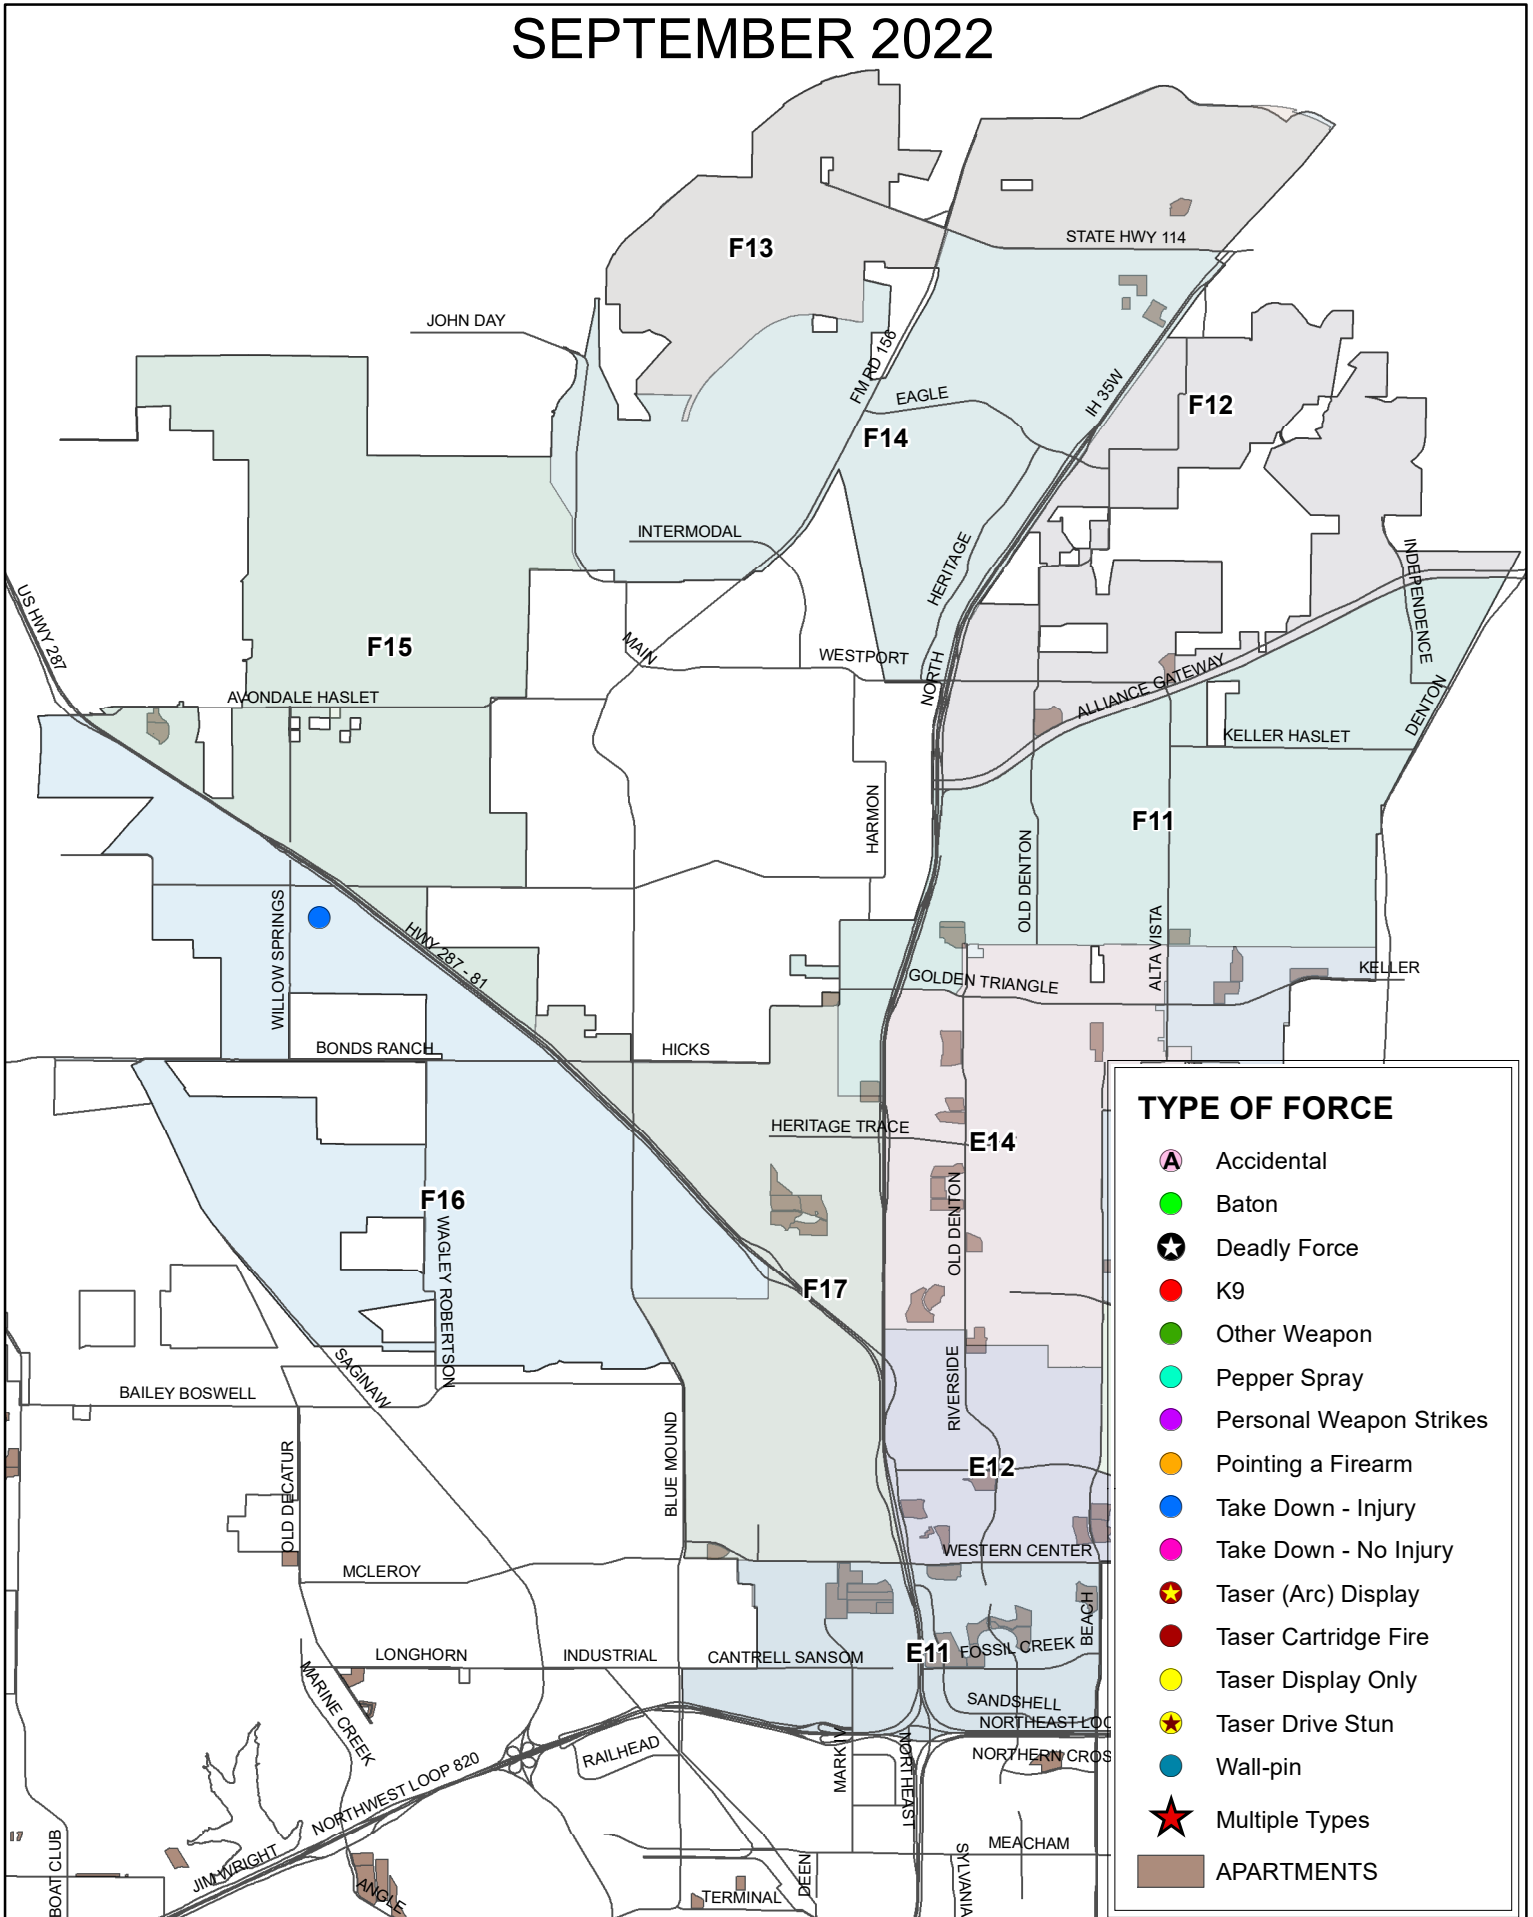 SEPTEMBER 2022
STATE HWY 114
F13
JOHN DAY
FM RD 156
EAGLE
IH 35W
F12
F14
INTERMODAL
HERITAGE
INDEPENDENCE
US HWY 287
F15
MAIN
WESTPORT
NORTH
ALLIANCE GATEWAY
AVONDALE HASLET
DENTON
KELLER HASLET
HARMON
F11
OLD DENTON
WILLOW SPRINGS
HWY 287 - 81
ALTA VISTA
KELLER
GOLDEN TRIANGLE
BONDS RANCH
HICKS
HERITAGE TRACE
E14
F16
WAGLEY ROBERTSON
OLD DENTON
F17
SAGINAW
RIVERSIDE
BAILEY BOSWELL
BLUE MOUND
OLD DECATUR
E12
WESTERN CENTER
MCLEROY
BEACH
LONGHORN
INDUSTRIAL
CANTRELL SANSOM
E11
FOSSIL CREEK
MARINE CREEK
SANDSHELL
NORTHEAST LOO
RAILHEAD
MARK IV
NORTHEAST
NORTHERN CROS
NORTHWEST LOOP 820
JIM WRIGHT
BOAT CLUB
ANGLE
TERMINAL
DEEN
MEACHAM
SYLVANIA
TYPE OF FORCE
A Accidental
Baton
Deadly Force
K9
Other Weapon
Pepper Spray
Personal Weapon Strikes
Pointing a Firearm
Take Down - Injury
Take Down - No Injury
Taser (Arc) Display
Taser Cartridge Fire
Taser Display Only
Taser Drive Stun
Wall-pin
Multiple Types
APARTMENTS